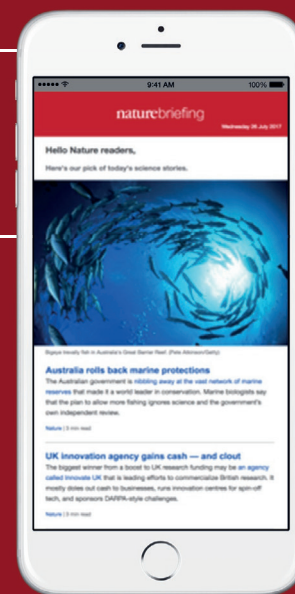 9:41 AM 100%
naturebriefing
Wednesday 26 July 2017
Hello Nature readers,
Here's our pick of today's science stories.
Bigeye trevally fish in Australia's Great Barrier Reef. (Pete Atkinson/Getty)
Australia rolls back marine protections
The Australian government is nibbling away at the vast network of marine
reserves that made it a world leader in conservation. Marine biologists say
that the plan to allow more fishing ignores science and the government's
own independent review.
Nature | 3 min read
UK innovation agency gains cash — and clout
The biggest winner from a boost to UK research funding may be an agency
called Innovate UK that is leading efforts to commercialize British research. It
mostly doles out cash to businesses, runs innovation centres for spin-off
tech, and sponsors DARPA-style challenges.
Nature | 3 min read